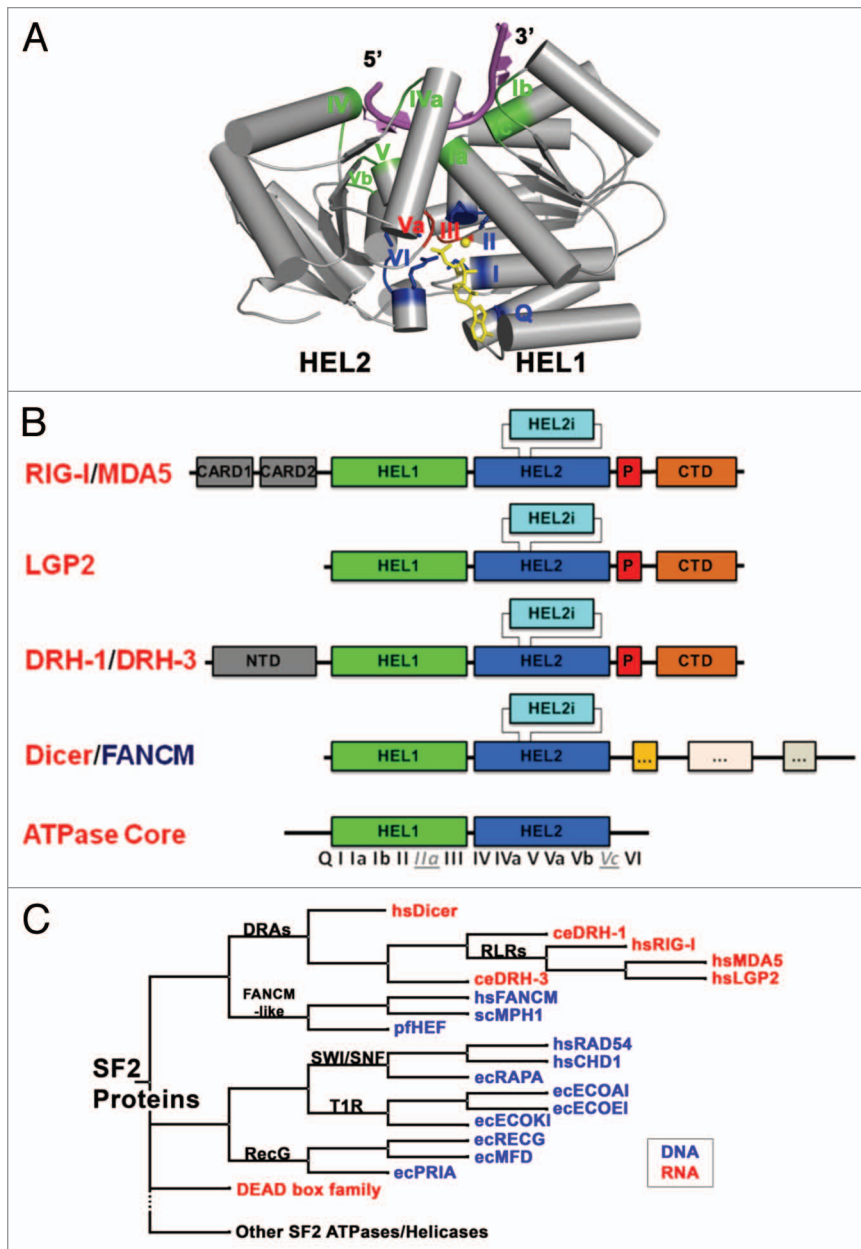 A
5'
3'
IV
IVa
Ib
Ic
V
Ia
Vb
Va
III
II
VI
I
Q
HEL2
HEL1
B
HEL2i
RIG-I/MDA5
CARD1
CARD2
HEL1
HEL2
P
CTD
HEL2i
LGP2
HEL1
HEL2
P
CTD
HEL2i
DRH-1/DRH-3
NTD
HEL1
HEL2
P
CTD
HEL2i
Dicer/FANCM
HEL1
HEL2
...
...
...
ATPase Core
HEL1
HEL2
Q I Ia Ib II IIa III IV IVa V Va Vb Vc VI
C
hsDicer
DRAs
ceDRH-1
RLRs
hsRIG-I
hsMDA5
hsLGP2
ceDRH-3
FANCM
-like
hsFANCM
scMPH1
pfHEF
SF2
Proteins
SWI/SNF
hsRAD54
hsCHD1
ecRAPA
T1R
ecECOAI
ecECOEI
ecECOKI
RecG
ecRECG
ecMFD
ecPRIA
DNA
RNA
DEAD box family
Other SF2 ATPases/Helicases